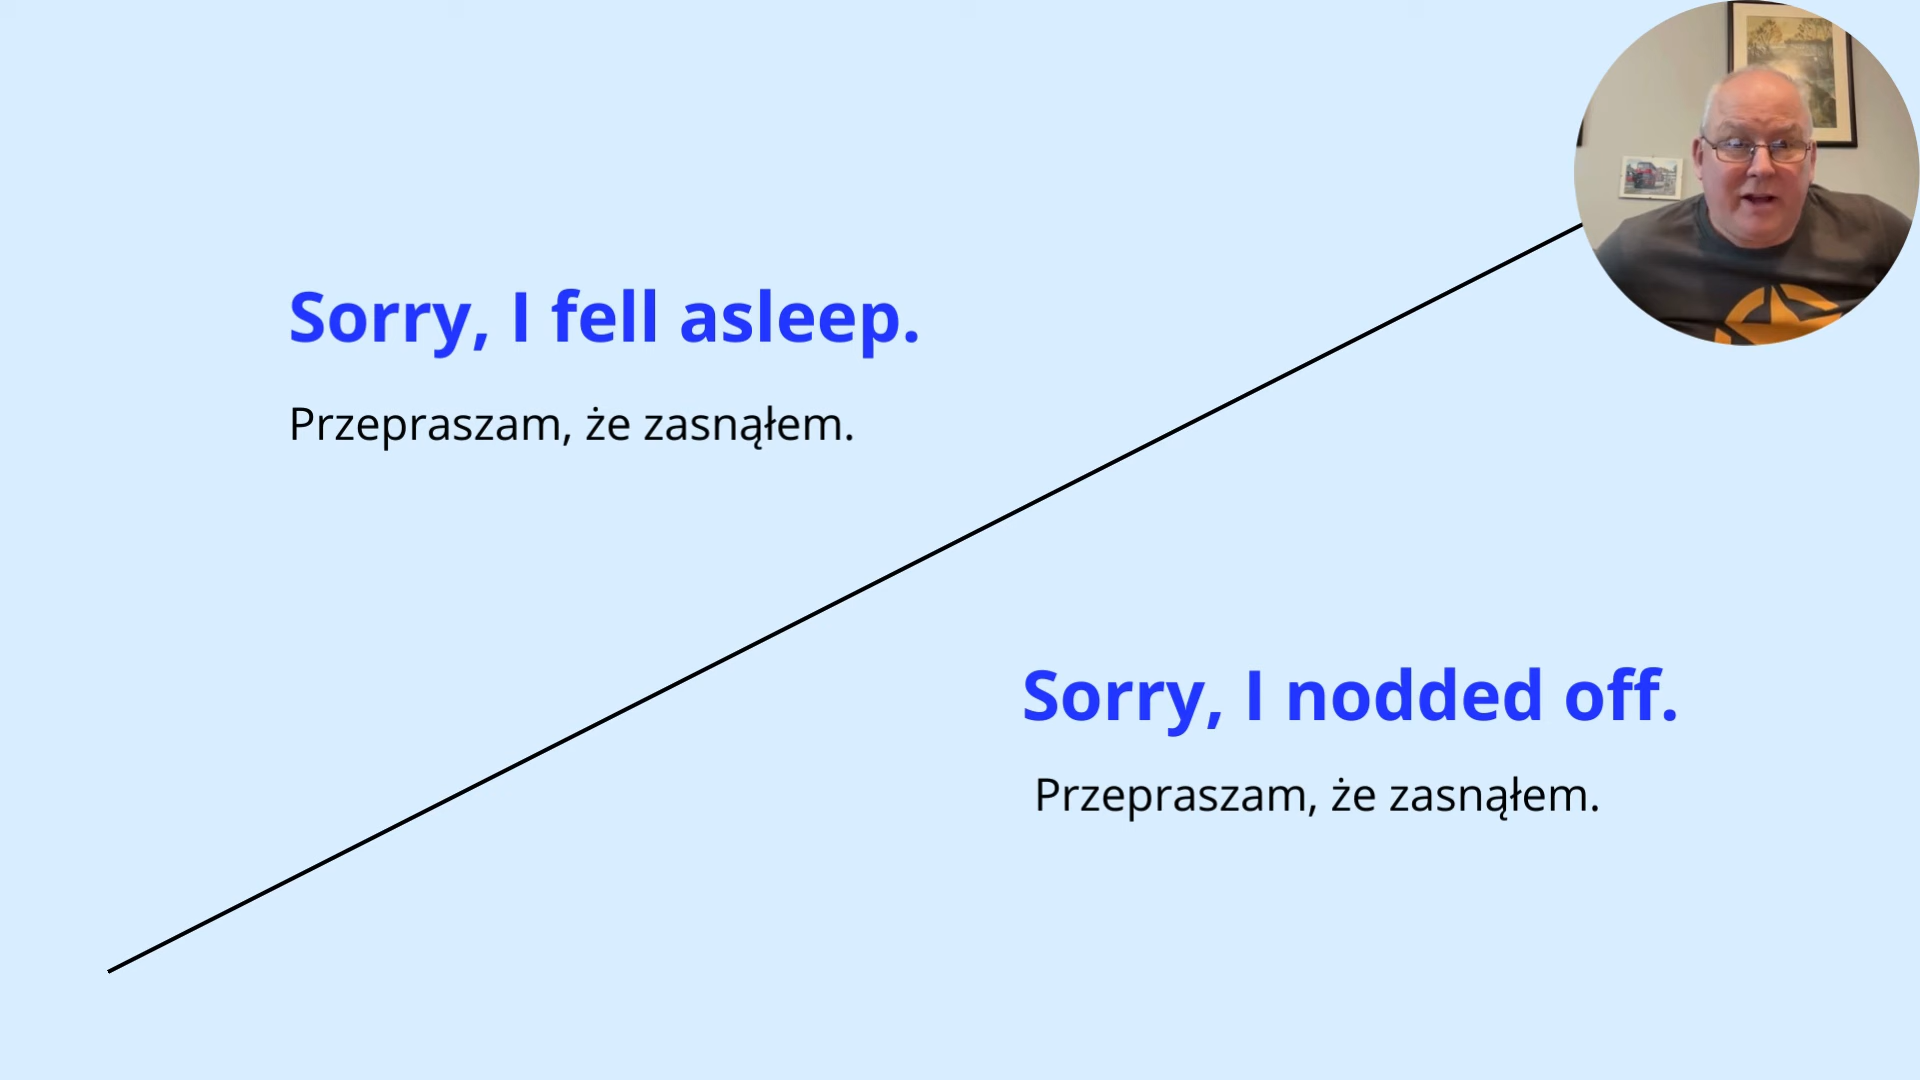 Sorry, I fell asleep.
Przepraszam, że zasnąłem.
Sorry, I nodded off.
Przepraszam, że zasnąłem.